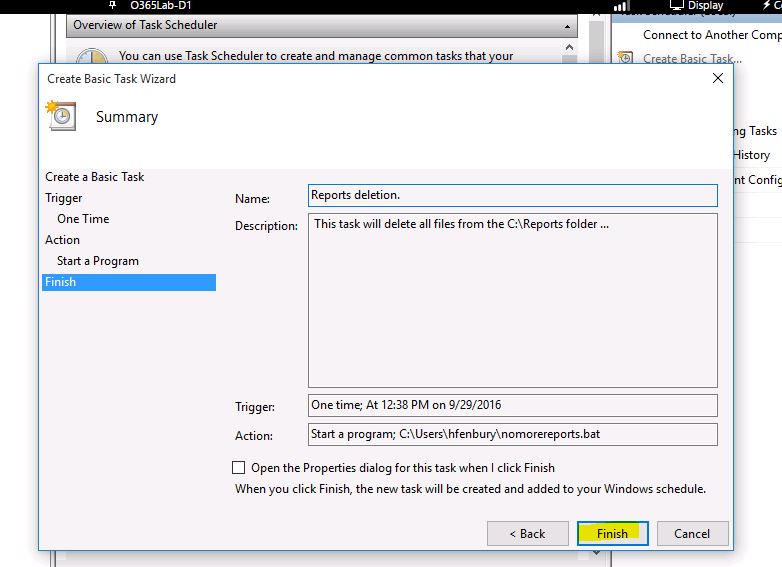 O365Lab-D1
Display
Overview of Task Scheduler
You can use Task Scheduler to create and manage common tasks that your
Connect to Another Comp
Create Basic Task...
Create Basic Task Wizard
Summary
ng Tasks
History
nt Config
Create a Basic Task
Trigger
One Time
Action
Start a Program
Finish
Name:
Reports deletion.
Description:
This task will delete all files from the C:\Reports folder ...
Trigger:
One time; At 12:38 PM on 9/29/2016
Action:
Start a program; C:\Users\hfenbury\nomorereports.bat
Open the Properties dialog for this task when I click Finish
When you click Finish, the new task will be created and added to your Windows schedule.
< Back
Finish
Cancel